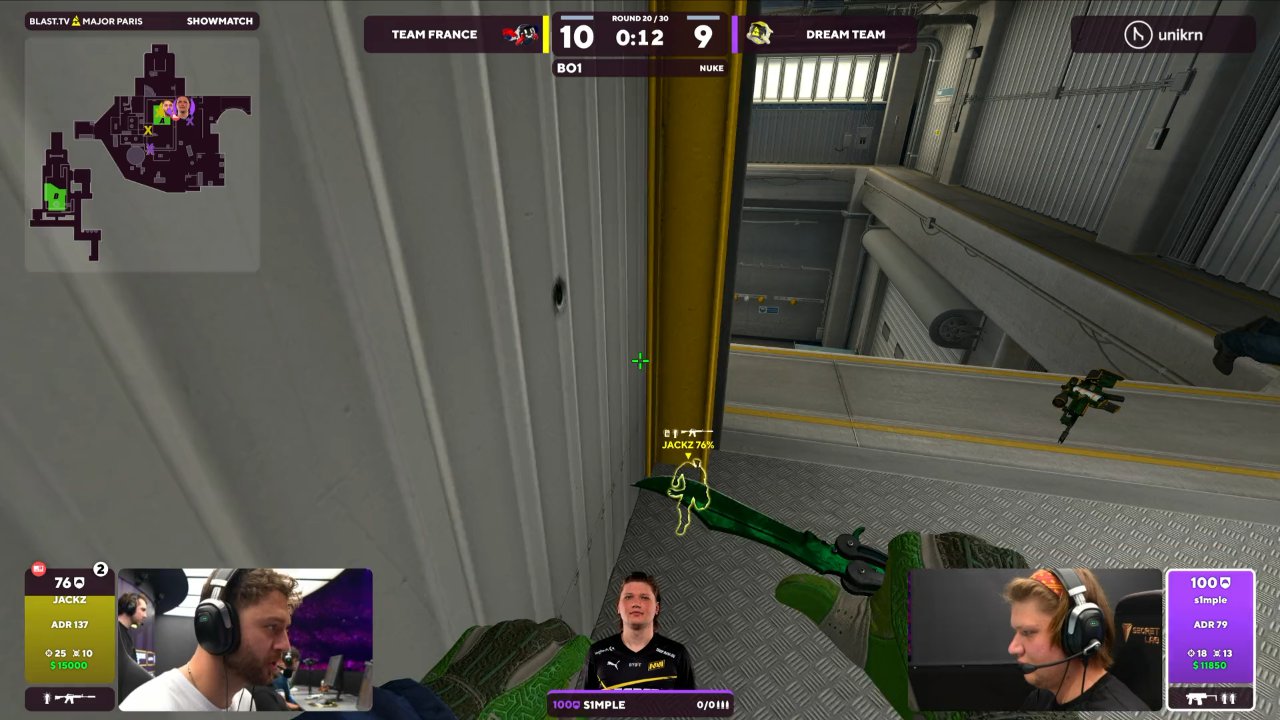 BLAST.TV MAJOR PARIS SHOWMATCH
TEAM FRANCE
10
ROUND 20 / 30
0:12
9
DREAM TEAM
unikrn
BO1
NUKE
A
JACKZ 76%
76
2
JACKZ
ADR 137
25 10
$15000
100
s1mple
ADR 79
18 13
$11850
SECRET LAB
100 S1MPLE 0/0